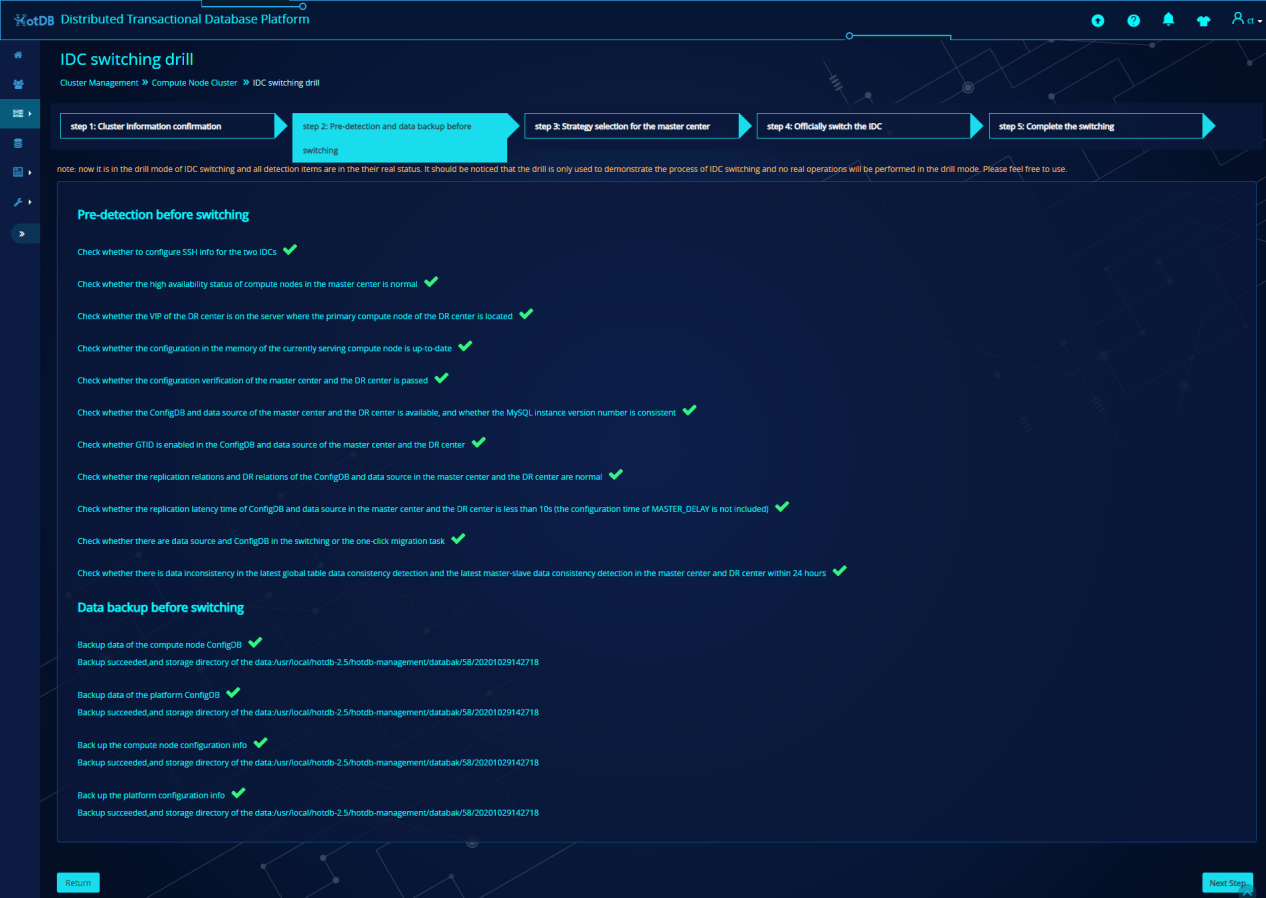 HotDB Distributed Transactional Database Platform
ct
IDC switching drill
Cluster Management » Compute Node Cluster » IDC switching drill
step 1: Cluster information confirmation
step 2: Pre-detection and data backup before
switching
step 3: Strategy selection for the master center
step 4: Officially switch the IDC
step 5: Complete the switching
note: now it is in the drill mode of IDC switching and all detection items are in the their real status. It should be noticed that the drill is only used to demonstrate the process of IDC switching and no real operations will be performed in the drill mode, Please feel free to use.
Pre-detection before switching
Check whether to configure SSH info for the two IDCs
Check whether the high availability status of compute nodes in the master center is normal
Check whether the VIP of the DR center is on the server where the primary compute node of the DR center is located
Check whether the configuration in the memory of the currently serving compute node is up-to-date
Check whether the configuration verification of the master center and the DR center is passed
Check whether the ConfigDB and data source of the master center and the DR center is available, and whether the MySQL instance version number is consistent
Check whether GTID is enabled in the ConfigDB and data source of the master center and the DR center
Check whether the replication relations and DR relations of the ConfigDB and data source in the master center and the DR center are normal
Check whether the replication latency time of ConfigDB and data source in the master center and the DR center is less than 10s (the configuration time of MASTER_DELAY is not included)
Check whether there are data source and ConfigDB in the switching or the one-click migration task
Check whether there is data inconsistency in the latest global table data consistency detection and the latest master-slave data consistency detection in the master center and DR center within 24 hours
Data backup before switching
Backup data of the compute node ConfigDB
Backup succeeded,and storage directory of the data:/usr/local/hotdb-2.5/hotdb-management/databak/58/20201029142718
Backup data of the platform ConfigDB
Backup succeeded,and storage directory of the data:/usr/local/hotdb-2.5/hotdb-management/databak/58/20201029142718
Back up the compute node configuration info
Backup succeeded,and storage directory of the data:/usr/local/hotdb-2.5/hotdb-management/databak/58/20201029142718
Back up the platform configuration info
Backup succeeded,and storage directory of the data:/usr/local/hotdb-2.5/hotdb-management/databak/58/20201029142718
Return
Next Step